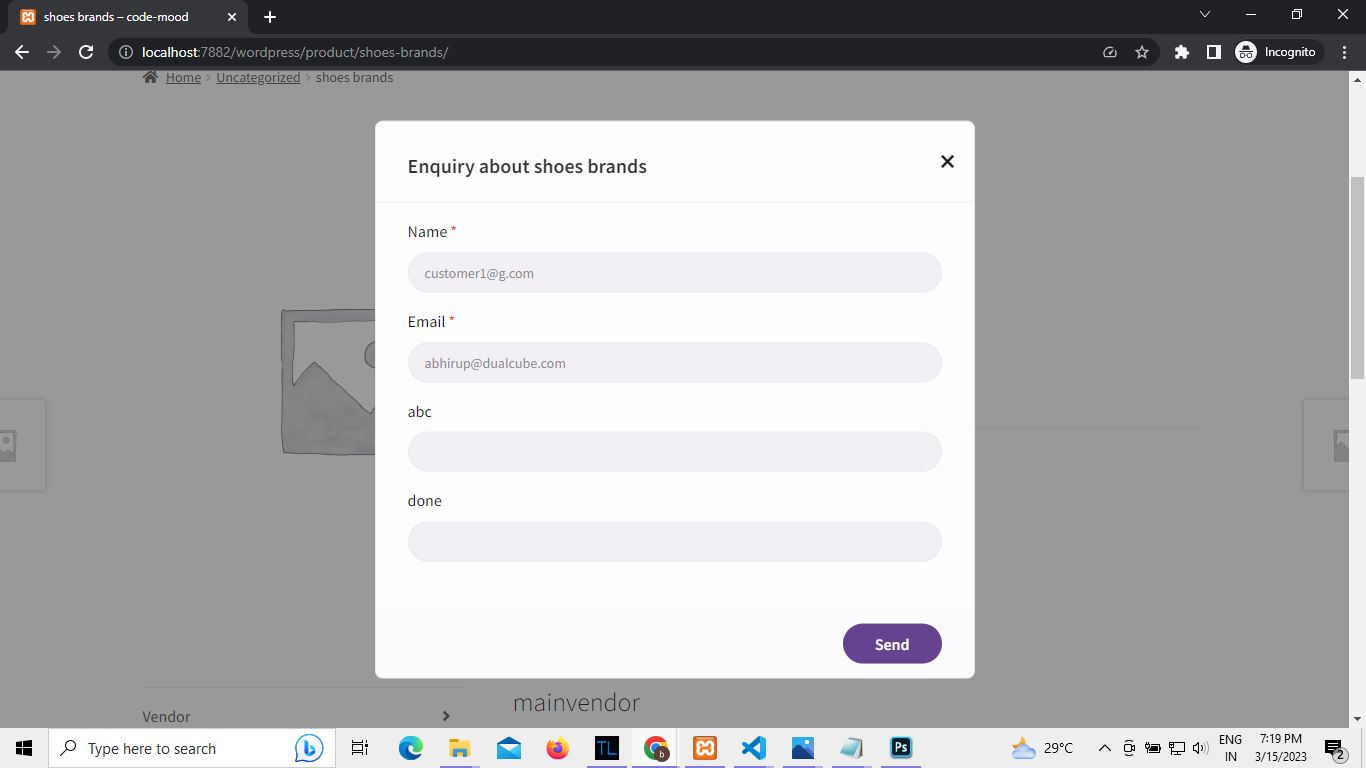 shoes brands – code-mood
localhost:7882/wordpress/product/shoes-brands/
Incognito
Home Uncategorized shoes brands
Enquiry about shoes brands
Name *
customer1@g.com
Email *
abhirup@dualcube.com
abc
done
Send
mainvendor
Vendor
Type here to search
TL
b
Ps
29°C
ENG
IN
7:19 PM
3/15/2023
2